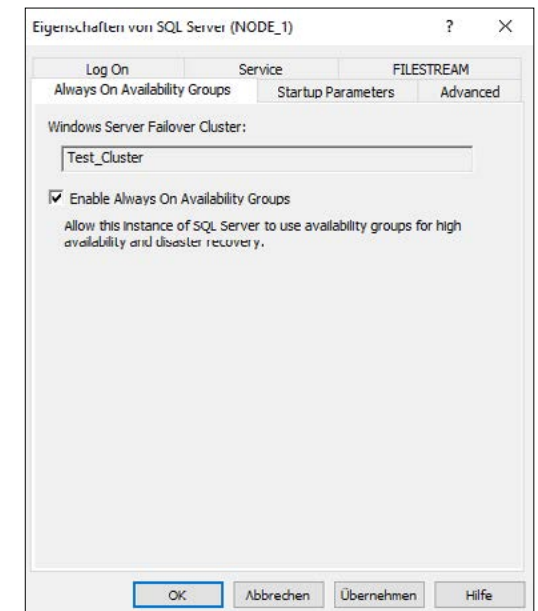 Eigenschaften von SQL Server (NODE_1) ? ×
Log On Service FILESTREAM
Always On Availability Groups Startup Parameters Advanced
Windows Server Failover Cluster:
Test_Cluster
Enable Always On Availability Groups
Allow this instance of SQL Server to use availability groups for high
availability and disaster recovery.
OK Abbrechen Übernehmen Hilfe